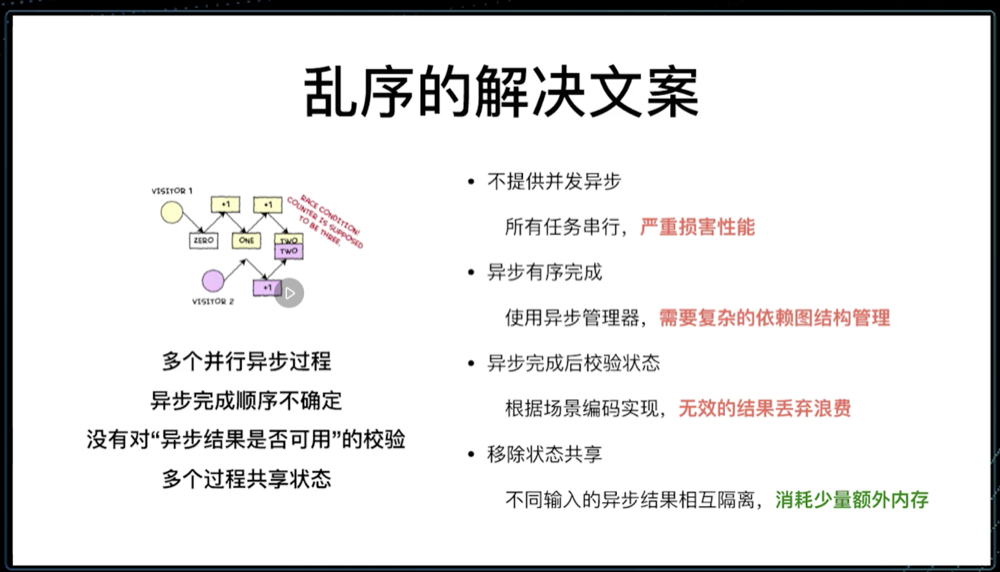 乱序的解决文案
VISITOR 1
+1
+1
RACE CONDITION!
COUNTER IS SUPPOSED
TO BE THREE.
ZERO
ONE
TWO
TWO
+1
VISITOR 2
多个并行异步过程
异步完成顺序不确定
没有对“异步结果是否可用”的校验
多个过程共享状态
• 不提供并发异步
所有任务串行，严重损害性能
• 异步有序完成
使用异步管理器，需要复杂的依赖图结构管理
• 异步完成后校验状态
根据场景编码实现，无效的结果丢弃浪费
• 移除状态共享
不同输入的异步结果相互隔离，消耗少量额外内存